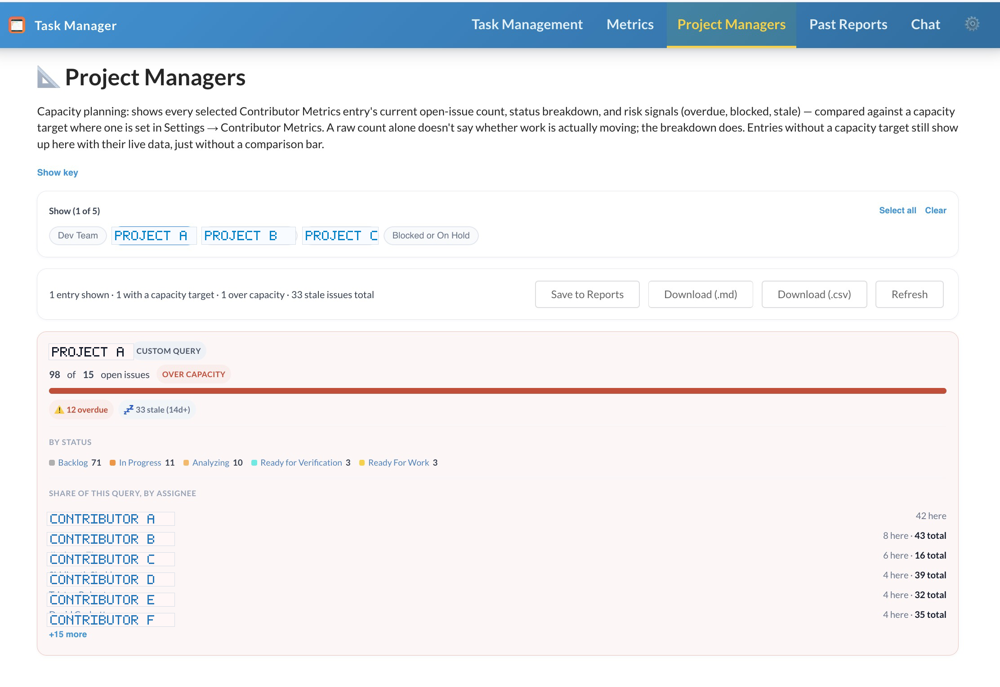 Task Manager
Task Management Metrics Project Managers Past Reports Chat
Project Managers
Capacity planning: shows every selected Contributor Metrics entry's current open-issue count, status breakdown, and risk signals (overdue, blocked, stale) — compared against a capacity
target where one is set in Settings → Contributor Metrics. A raw count alone doesn't say whether work is actually moving; the breakdown does. Entries without a capacity target still show
up here with their live data, just without a comparison bar.
Show key
Show (1 of 5) Select all Clear
Dev Team PROJECT A PROJECT B PROJECT C Blocked or On Hold
1 entry shown · 1 with a capacity target · 1 over capacity · 33 stale issues total Save to Reports Download (.md) Download (.csv) Refresh
PROJECT A CUSTOM QUERY
98 of 15 open issues OVER CAPACITY
12 overdue 33 stale (14d+)
BY STATUS
Backlog 71 In Progress 11 Analyzing 10 Ready for Verification 3 Ready For Work 3
SHARE OF THIS QUERY, BY ASSIGNEE
CONTRIBUTOR A 42 here
CONTRIBUTOR B 8 here · 43 total
CONTRIBUTOR C 6 here · 16 total
CONTRIBUTOR D 4 here · 39 total
CONTRIBUTOR E 4 here · 32 total
CONTRIBUTOR F 4 here · 35 total
+15 more